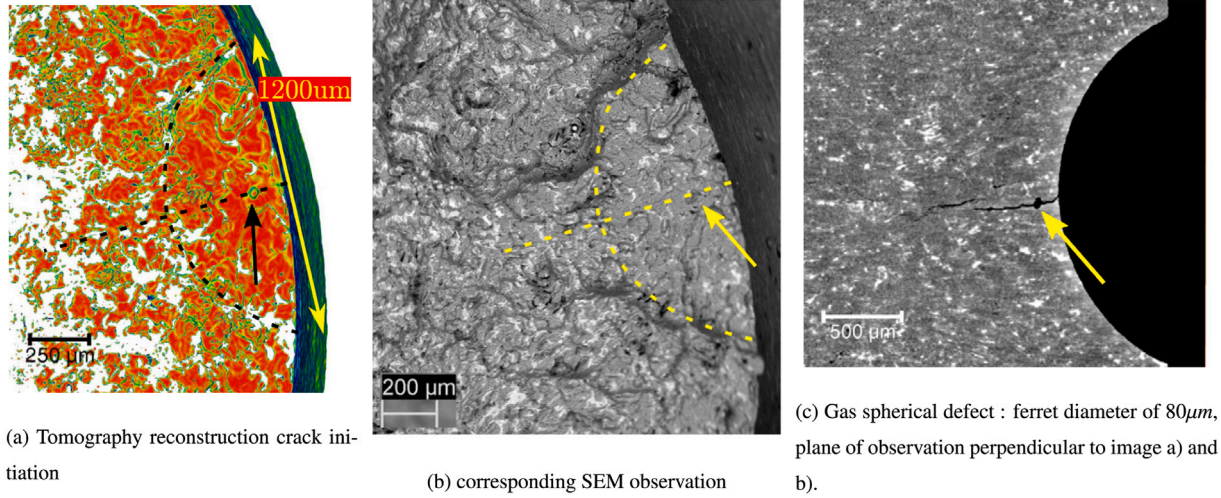 1200um
250 μm
200 μm
500 μm
(a) Tomography reconstruction crack ini-
tiation
(b) corresponding SEM observation
(c) Gas spherical defect : ferret diameter of 80μm,
plane of observation perpendicular to image a) and
b).